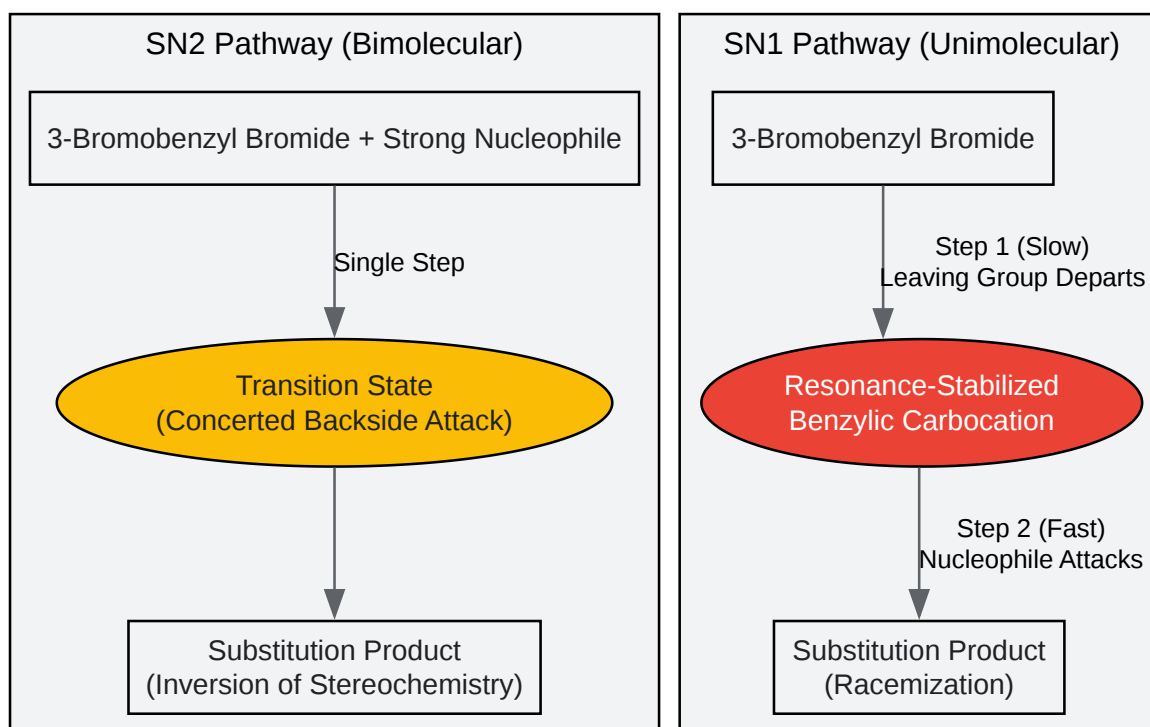 SN2 Pathway (Bimolecular)
3-Bromobenzyl Bromide + Strong Nucleophile
Single Step
Transition State
(Concerted Backside Attack)
Substitution Product
(Inversion of Stereochemistry)
SN1 Pathway (Unimolecular)
3-Bromobenzyl Bromide
Step 1 (Slow)
Leaving Group Departs
Resonance-Stabilized
Benzylic Carbocation
Step 2 (Fast)
Nucleophile Attacks
Substitution Product
(Racemization)